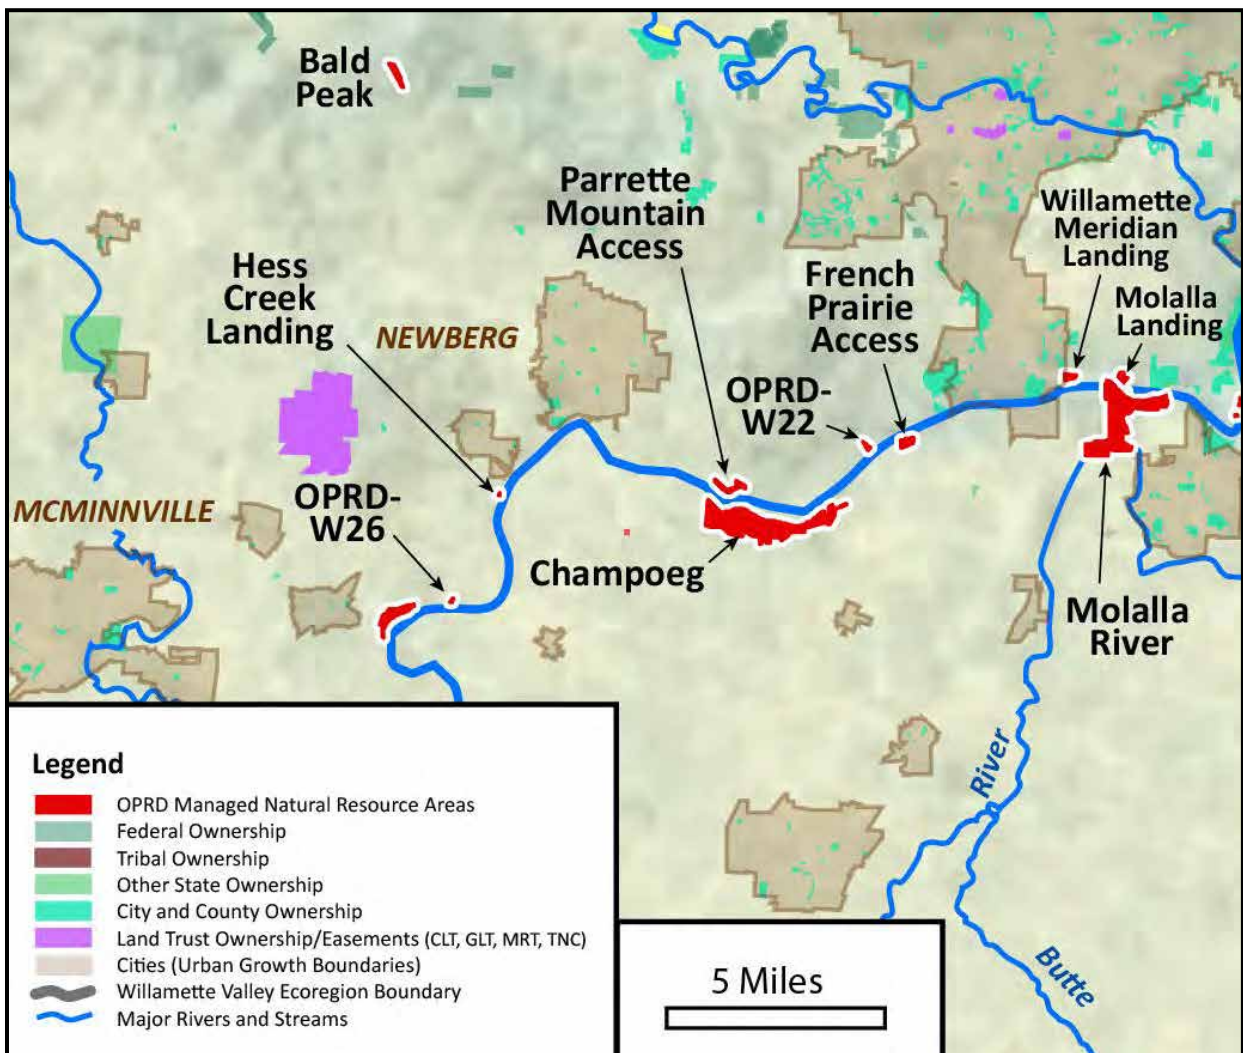 Bald
Peak
Parrette
Mountain
Access
Willamette
Meridian
Landing
Hess
Creek
Landing
French
Prairie
Access
Molalla
Landing
NEWBERG
OPRD-
W22
OPRD-
W26
MCMINNVILLE
Champoeg
Molalla
River
River
Butte
Legend
OPRD Managed Natural Resource Areas
Federal Ownership
Tribal Ownership
Other State Ownership
City and County Ownership
Land Trust Ownership/Easements (CLT, GLT, MRT, TNC)
Cities (Urban Growth Boundaries)
Willamette Valley Ecoregion Boundary
Major Rivers and Streams
5 Miles